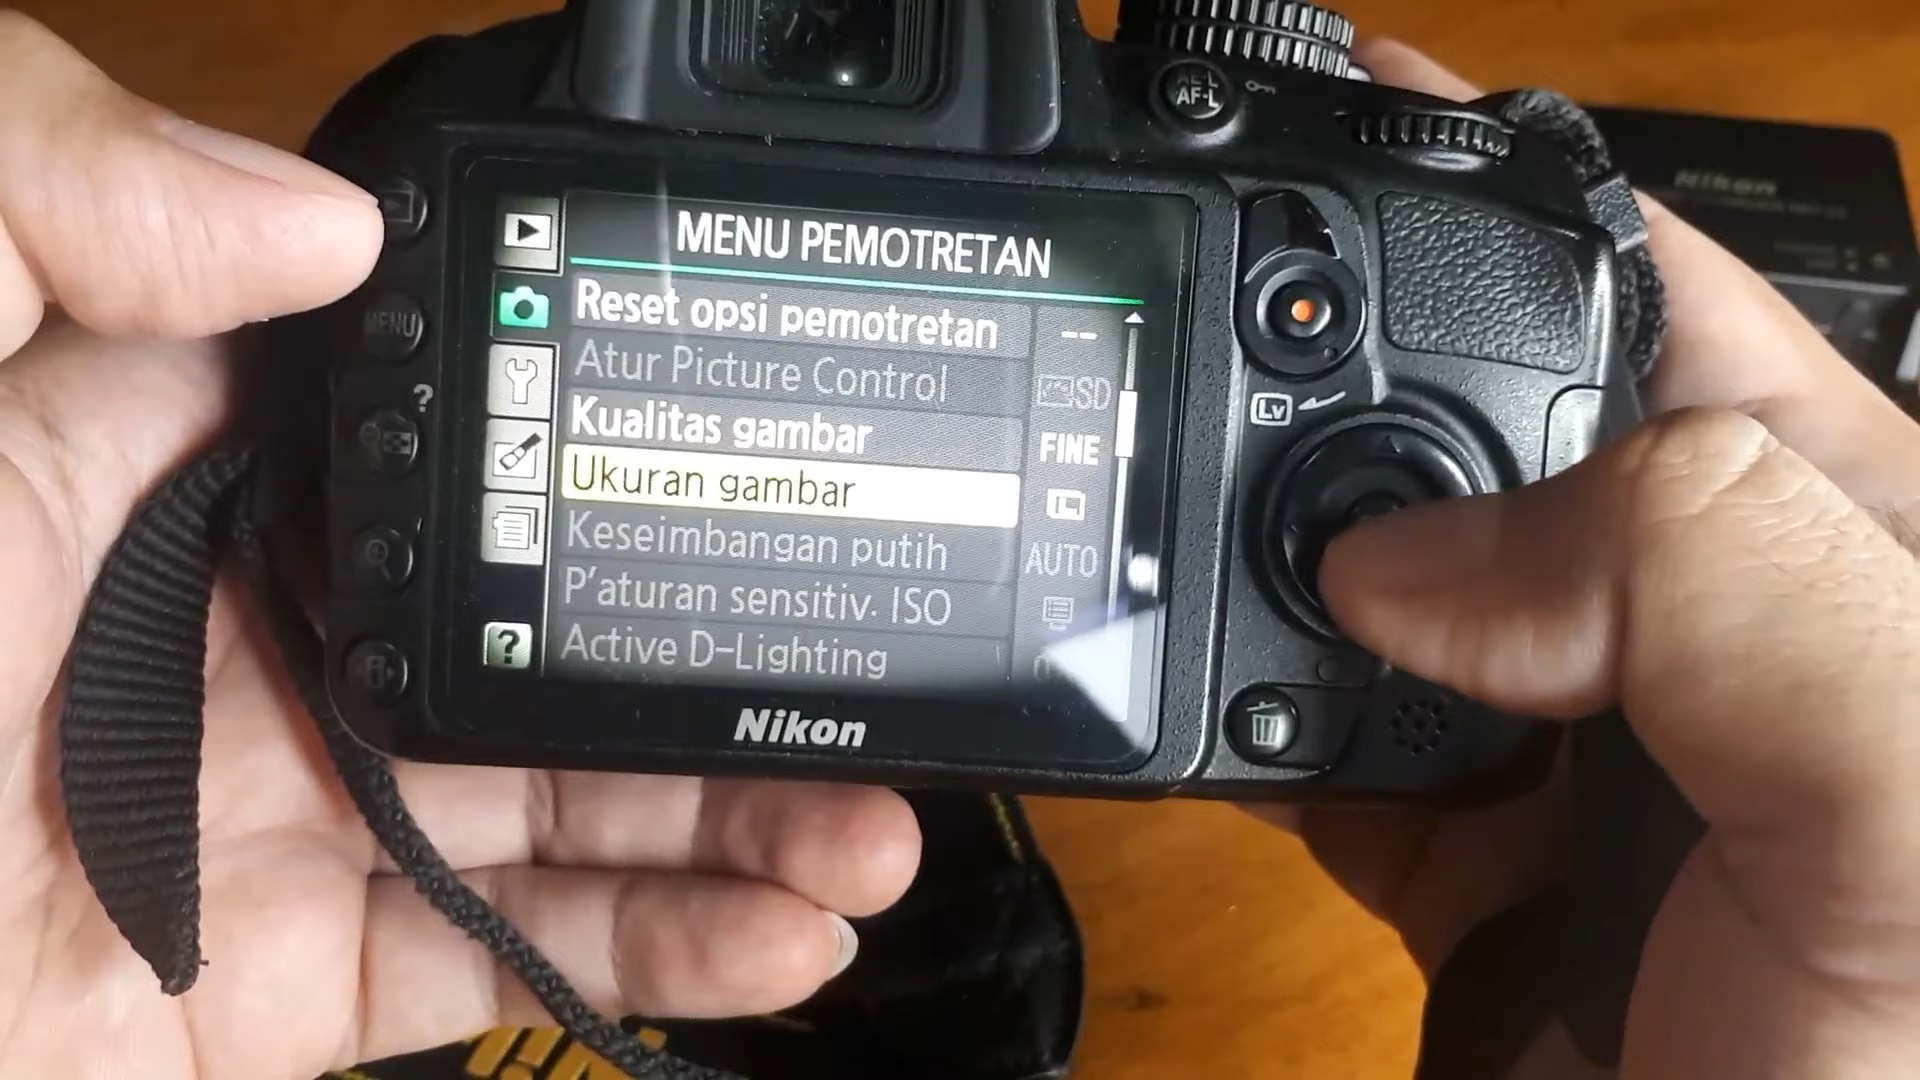 AE-L
AF-L
Nikon
MENU PEMOTRETAN
Reset opsi pemotretan --
Atur Picture Control SD
MENU
Kualitas gambar FINE
Lv
?
Ukuran gambar L
Keseimbangan putih AUTO
P'aturan sensitiv. ISO
? Active D-Lighting
i
Nikon